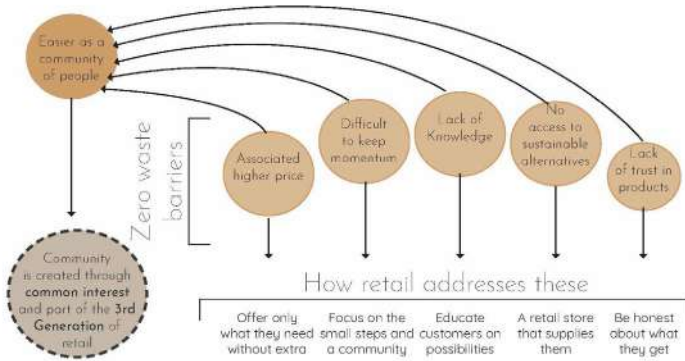 Easier as a
community
of people
Zero waste
barriers
Associated
higher price
Difficult
to keep
momentum
Lack of
Knowledge
No
access to
sustainable
alternatives
Lack
of trust in
products
Community
is created through
common interest
and part of the 3rd
Generation of
retail
How retail addresses these
Offer only
what they need
without extra
Focus on the
small steps and
a community
Educate
customers on
possibilities
A retail store
that supplies
them
Be honest
about what
they get